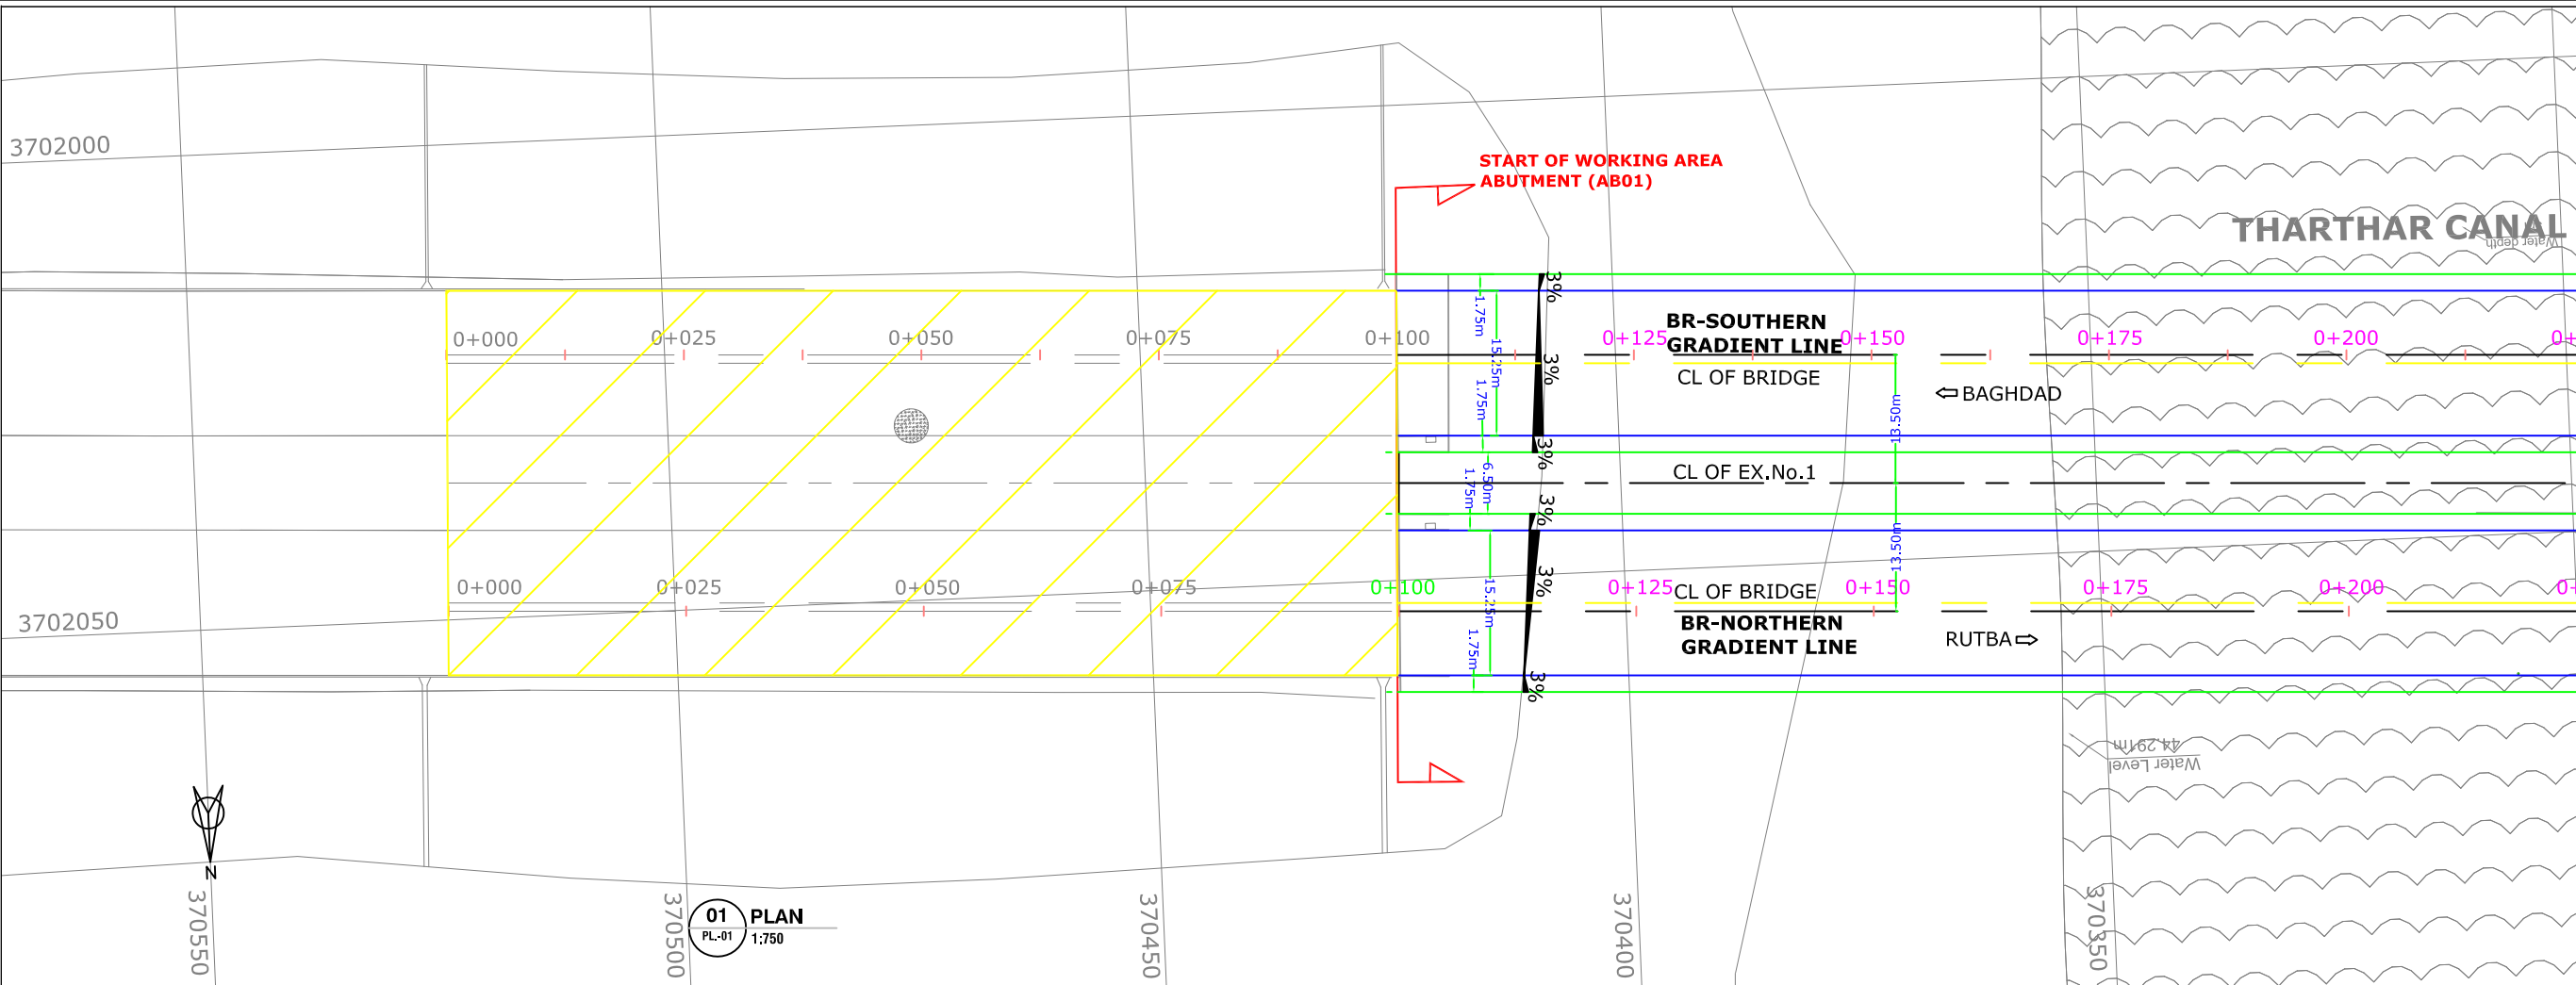 3702000
START OF WORKING AREA
ABUTMENT (AB01)
THARTHAR CANAL
Water depth
3%
1.75m
BR-SOUTHERN
GRADIENT LINE
0+000
0+025
0+050
0+075
0+100
0+125
0+150
0+175
0+200
15.25m
3%
CL OF BRIDGE
1.75m
BAGHDAD
13.50m
3%
CL OF EX.No.1
6.50m
1.75m
3%
13.50m
3%
0+000
0+025
0+050
0+075
0+100
0+125
CL OF BRIDGE
0+150
0+175
0+200
15.25m
3702050
BR-NORTHERN
GRADIENT LINE
RUTBA
1.75m
3%
44.291m
Water Level
N
370550
370500
370450
370400
370350
01
PL.-01
PLAN
1:750